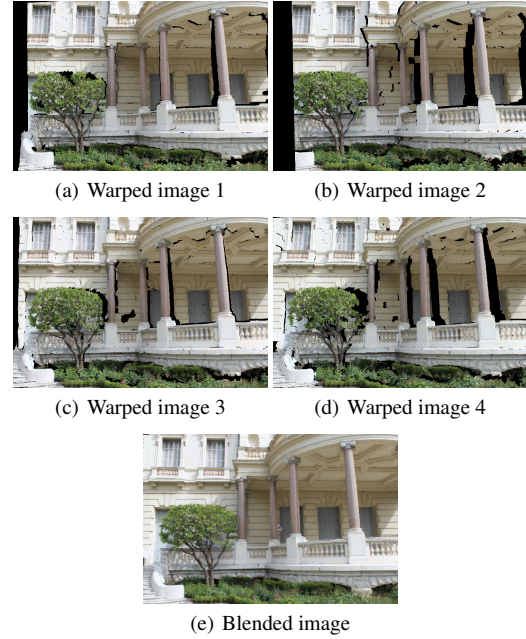 (a) Warped image 1
(b) Warped image 2
(c) Warped image 3
(d) Warped image 4
(e) Blended image